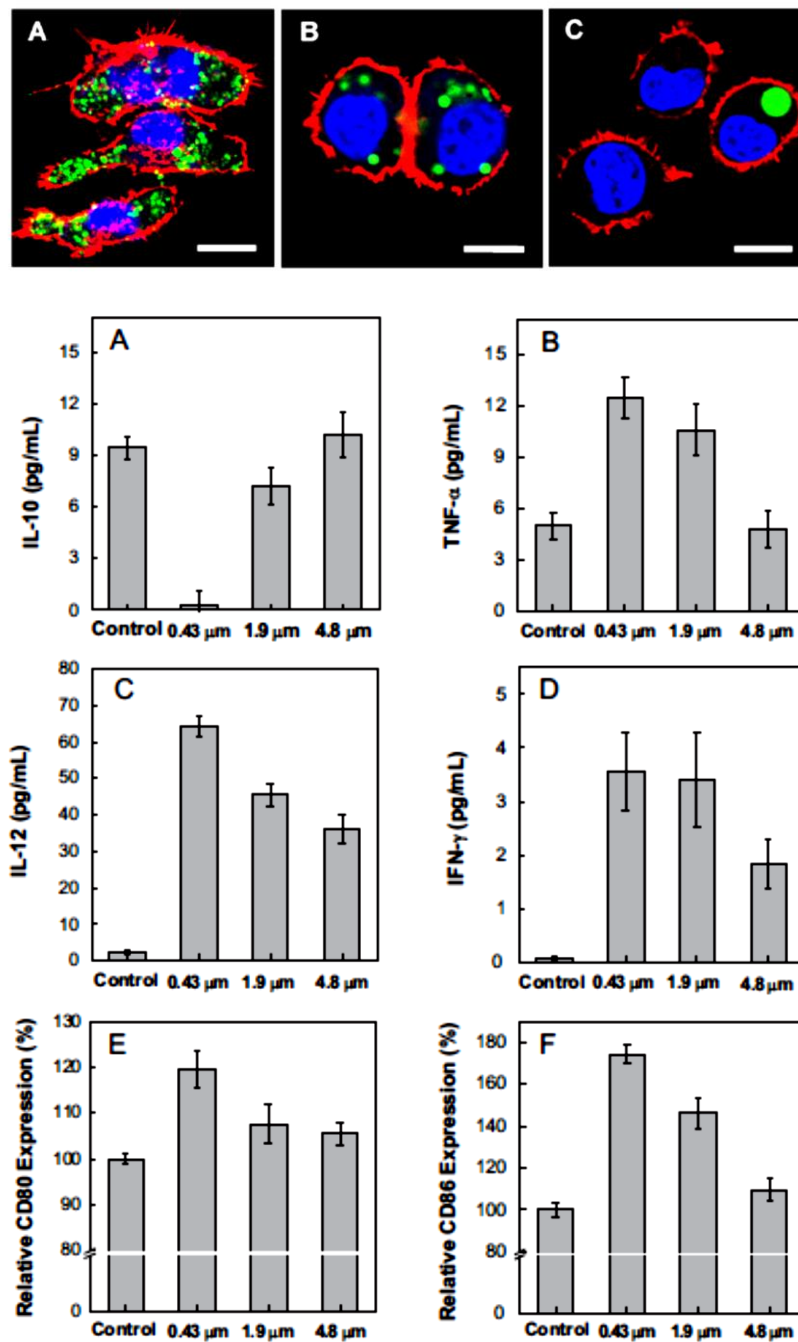 A B C
A
IL-10 (pg/mL)
15
12
9
6
3
0
Control 0.43 µm 1.9 µm 4.8 µm
B
TNF-α (pg/mL)
15
12
9
6
3
0
Control 0.43 µm 1.9 µm 4.8 µm
C
IL-12 (pg/mL)
80
70
60
50
40
30
20
10
0
Control 0.43 µm 1.9 µm 4.8 µm
D
IFN-γ (pg/mL)
5
4
3
2
1
0
Control 0.43 µm 1.9 µm 4.8 µm
E
Relative CD80 Expression (%)
130
120
110
100
90
80
0
Control 0.43 µm 1.9 µm 4.8 µm
F
Relative CD86 Expression (%)
180
160
140
120
100
80
0
Control 0.43 µm 1.9 µm 4.8 µm